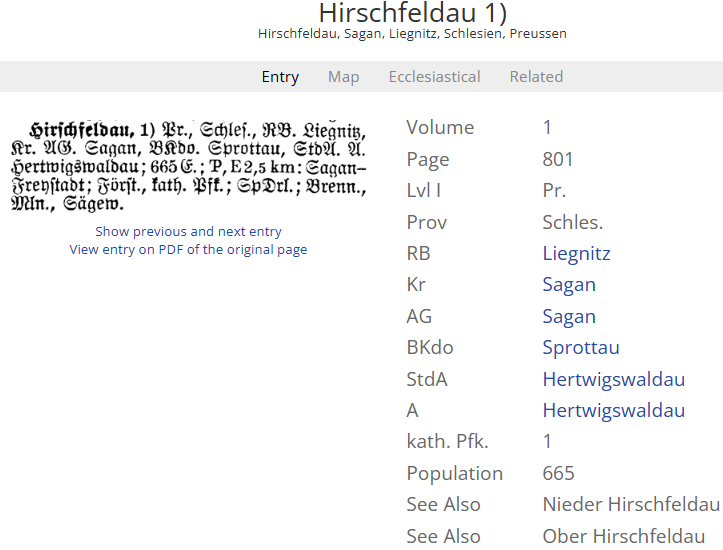 Hirschfeldau 1)
Hirschfeldau, Sagan, Liegnitz, Schlesien, Preussen
Entry Map Ecclesiastical Related
Hirschfeldau, 1) Pr., Schles., RB. Liegnitz,
Kr. AG. Sagan, BKdo. Sprottau, StdA. A.
Hertwigswaldau; 665 E.; P, E 2,5 km: Sagan–
Freystadt; Först., kath. Pfk.; SpDrl.; Brenn.,
Mln., Sägew.
Show previous and next entry
View entry on PDF of the original page
Volume 1
Page 801
Lvl I Pr.
Prov Schles.
RB Liegnitz
Kr Sagan
AG Sagan
BKdo Sprottau
StdA Hertwigswaldau
A Hertwigswaldau
kath. Pfk. 1
Population 665
See Also Nieder Hirschfeldau
See Also Ober Hirschfeldau